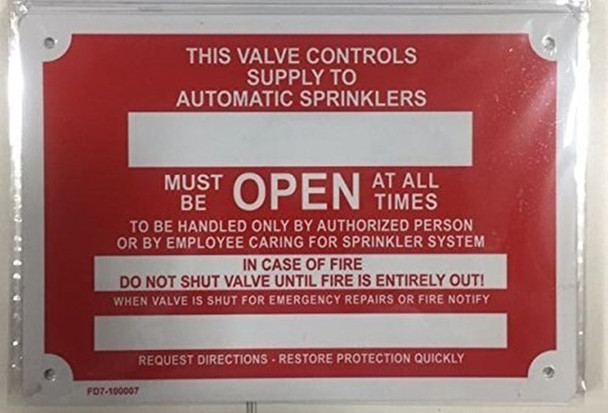 THIS VALVE CONTROLS
SUPPLY TO
AUTOMATIC SPRINKLERS
MUST BE OPEN AT ALL TIMES
TO BE HANDLED ONLY BY AUTHORIZED PERSON
OR BY EMPLOYEE CARING FOR SPRINKLER SYSTEM
IN CASE OF FIRE
DO NOT SHUT VALVE UNTIL FIRE IS ENTIRELY OUT!
WHEN VALVE IS SHUT FOR EMERGENCY REPAIRS OR FIRE NOTIFY
REQUEST DIRECTIONS - RESTORE PROTECTION QUICKLY
FD7-100007